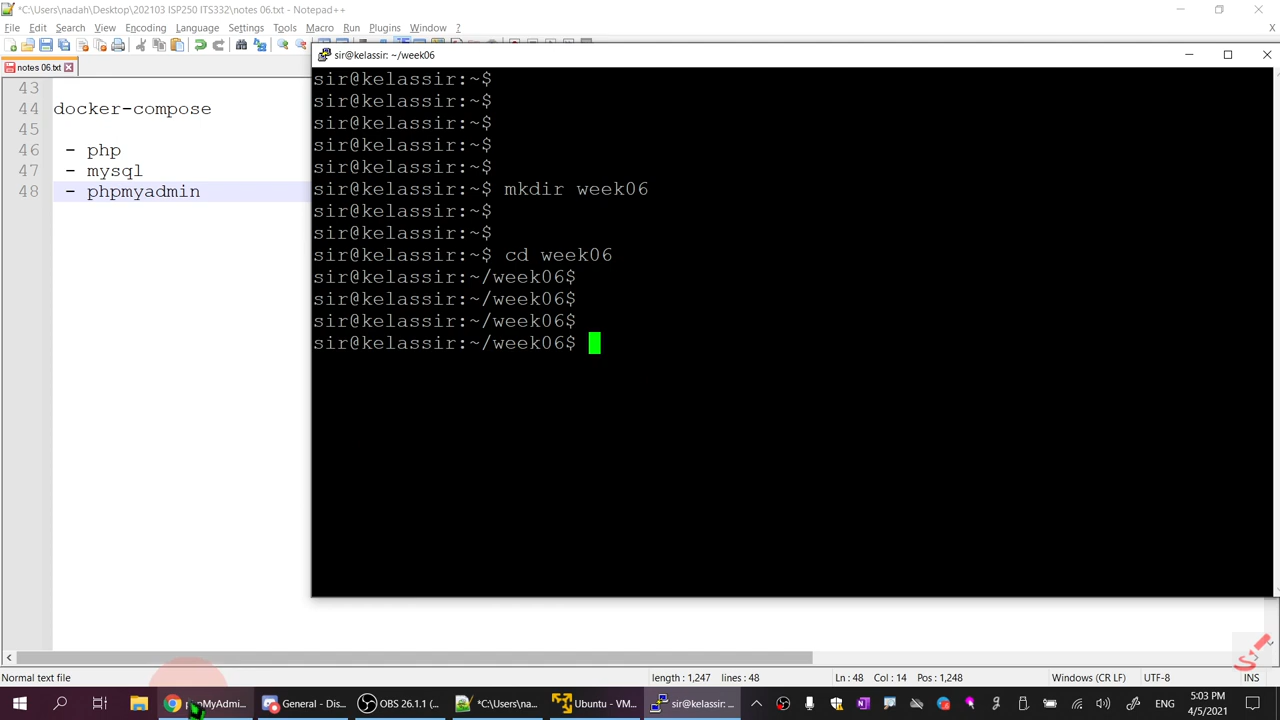 *C:\Users\nadah\Desktop\202103 ISP250 ITS332\notes 06.txt - Notepad++
File Edit Search View Encoding Language Settings Tools Macro Run Plugins Window ?
notes 06.txt
43
44 docker-compose
45
46 - php
47 - mysql
48 - phpmyadmin
sir@kelassir: ~/week06
sir@kelassir:~$
sir@kelassir:~$
sir@kelassir:~$
sir@kelassir:~$
sir@kelassir:~$
sir@kelassir:~$ mkdir week06
sir@kelassir:~$
sir@kelassir:~$
sir@kelassir:~$ cd week06
sir@kelassir:~/week06$
sir@kelassir:~/week06$
sir@kelassir:~/week06$
sir@kelassir:~/week06$
Normal text file length : 1,247 lines : 48 Ln : 48 Col : 14 Pos : 1,248 Windows (CR LF) UTF-8 INS
General - Dis... OBS 26.1.1 (... *C:\Users\na... Ubuntu - VM... sir@kelassir: ... ENG 5:03 PM
4/5/2021